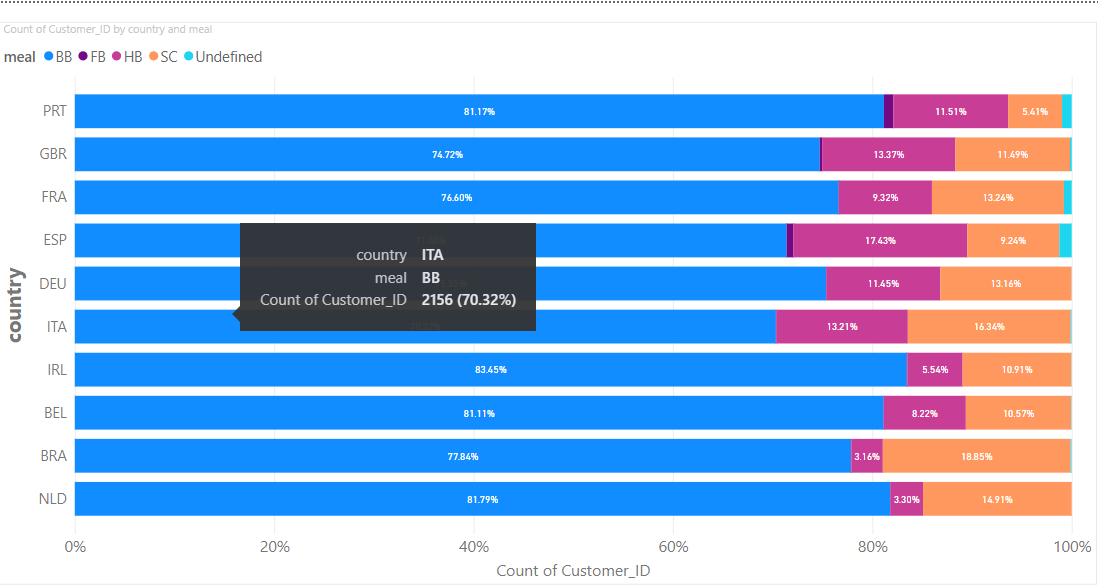 Count of Customer_ID by country and meal
meal BB FB HB SC Undefined
country
PRT 81.17% 11.51% 5.41%
GBR 74.72% 13.37% 11.49%
FRA 76.60% 9.32% 13.24%
ESP 17.43% 9.24%
country ITA
meal BB
Count of Customer_ID 2156 (70.32%)
DEU 11.45% 13.16%
ITA 13.21% 16.34%
IRL 83.45% 5.54% 10.91%
BEL 81.11% 8.22% 10.57%
BRA 77.84% 3.16% 18.85%
NLD 81.79% 3.30% 14.91%
0% 20% 40% 60% 80% 100%
Count of Customer_ID